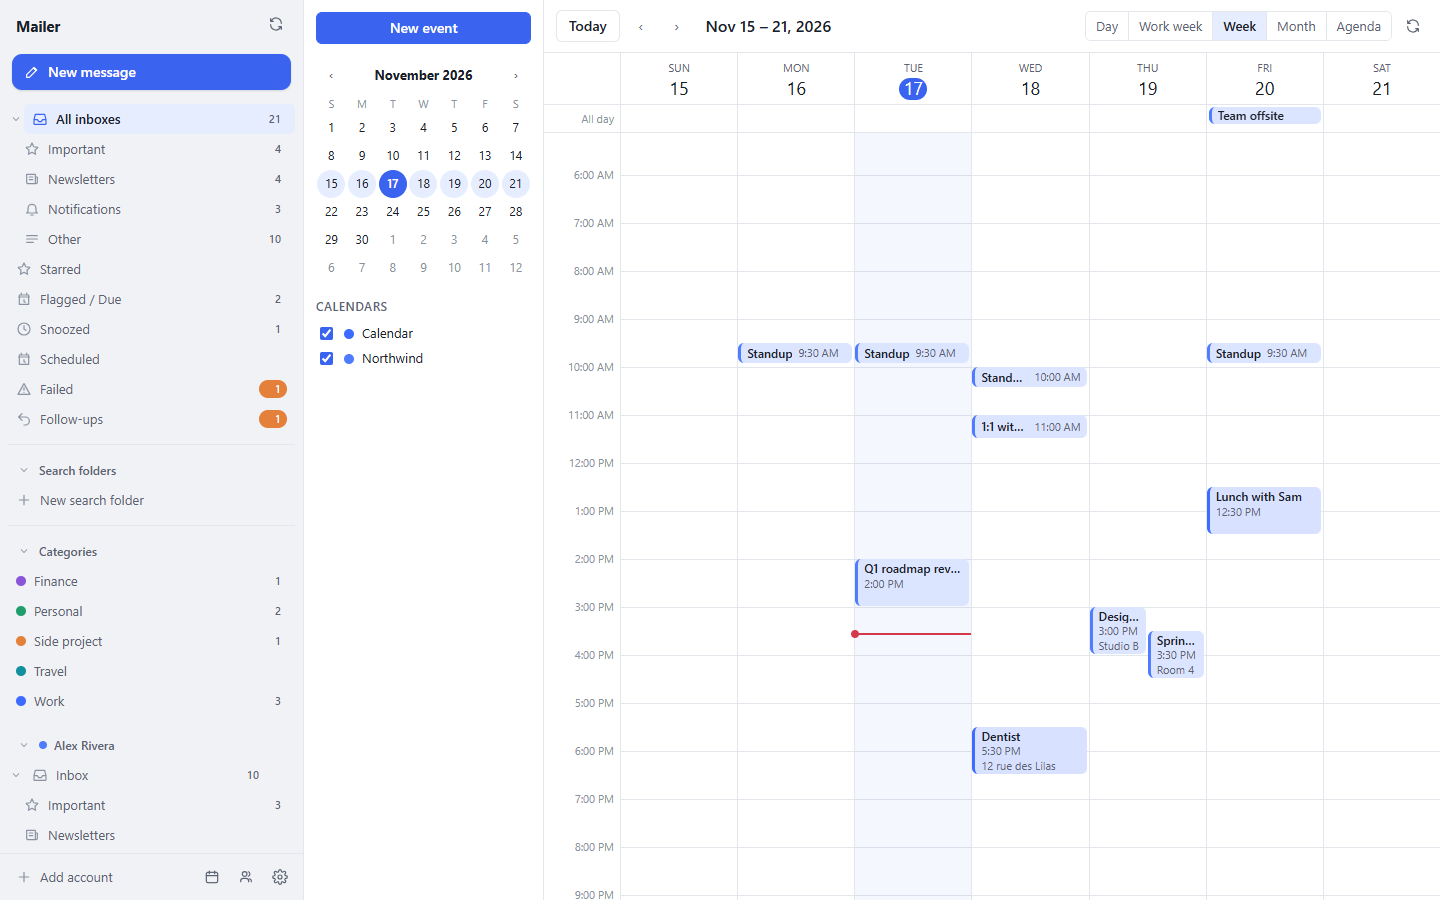 Mailer
New message
All inboxes 21
Important 4
Newsletters 4
Notifications 3
Other 10
Starred
Flagged / Due 2
Snoozed 1
Scheduled
Failed 1
Follow-ups 1
Search folders
New search folder
Categories
Finance 1
Personal 2
Side project 1
Travel
Work 3
Alex Rivera
Inbox 10
Important 3
Newsletters
Add account
New event
November 2026
S M T W T F S
1 2 3 4 5 6 7
8 9 10 11 12 13 14
15 16 17 18 19 20 21
22 23 24 25 26 27 28
29 30 1 2 3 4 5
6 7 8 9 10 11 12
CALENDARS
Calendar
Northwind
Today Nov 15 – 21, 2026 Day Work week Week Month Agenda
SUN MON TUE WED THU FRI SAT
15 16 17 18 19 20 21
All day Team offsite
6:00 AM
7:00 AM
8:00 AM
9:00 AM
Standup 9:30 AM Standup 9:30 AM Standup 9:30 AM
10:00 AM
Stand... 10:00 AM
11:00 AM
1:1 wit... 11:00 AM
12:00 PM
Lunch with Sam
12:30 PM
1:00 PM
2:00 PM
Q1 roadmap rev...
2:00 PM
3:00 PM
Desig...
3:00 PM
Studio B
Sprin...
3:30 PM
Room 4
4:00 PM
5:00 PM
Dentist
5:30 PM
12 rue des Lilas
6:00 PM
7:00 PM
8:00 PM
9:00 PM